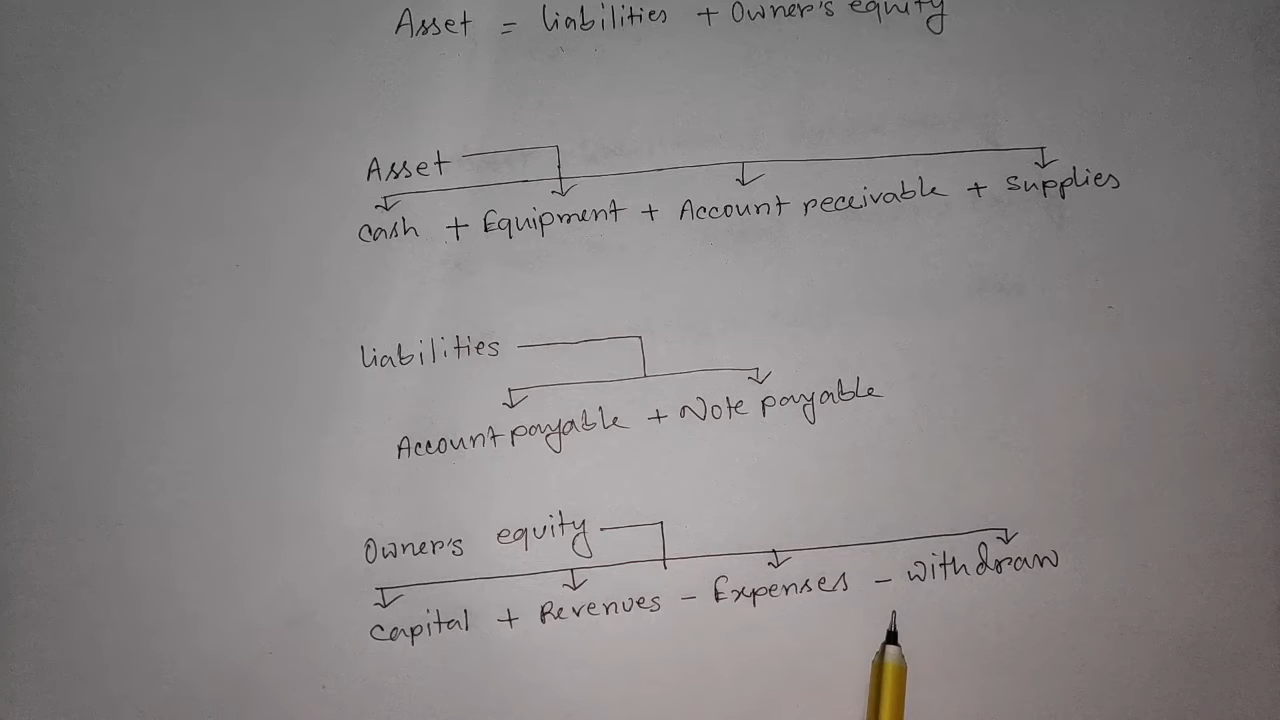 Asset = liabilities + Owner's equity
Asset
Cash + Equipment + Account receivable + Supplies
liabilities
Account payable + Note payable
Owner's equity
Capital + Revenues - Expenses - withdraw